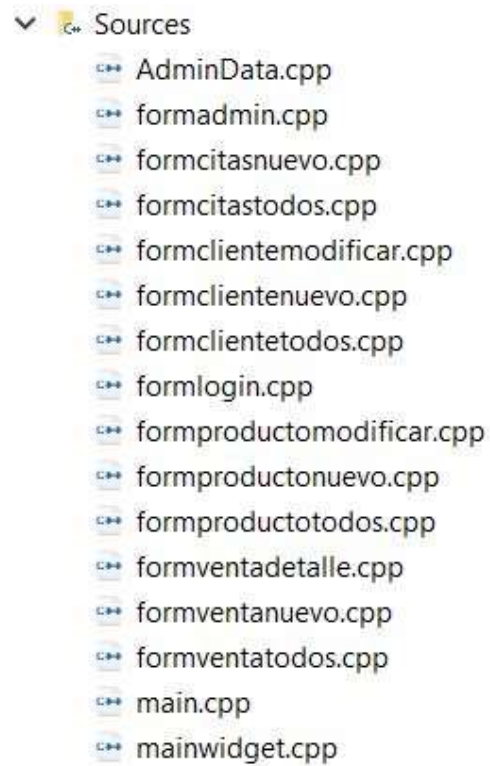 Sources
AdminData.cpp
formadmin.cpp
formcitasnuevo.cpp
formcitastodos.cpp
formclientemodificar.cpp
formclientenuevo.cpp
formclientetodos.cpp
formlogin.cpp
formproductomodificar.cpp
formproductonuevo.cpp
formproductotodos.cpp
formventadetalle.cpp
formventanuevo.cpp
formventatodos.cpp
main.cpp
mainwidget.cpp